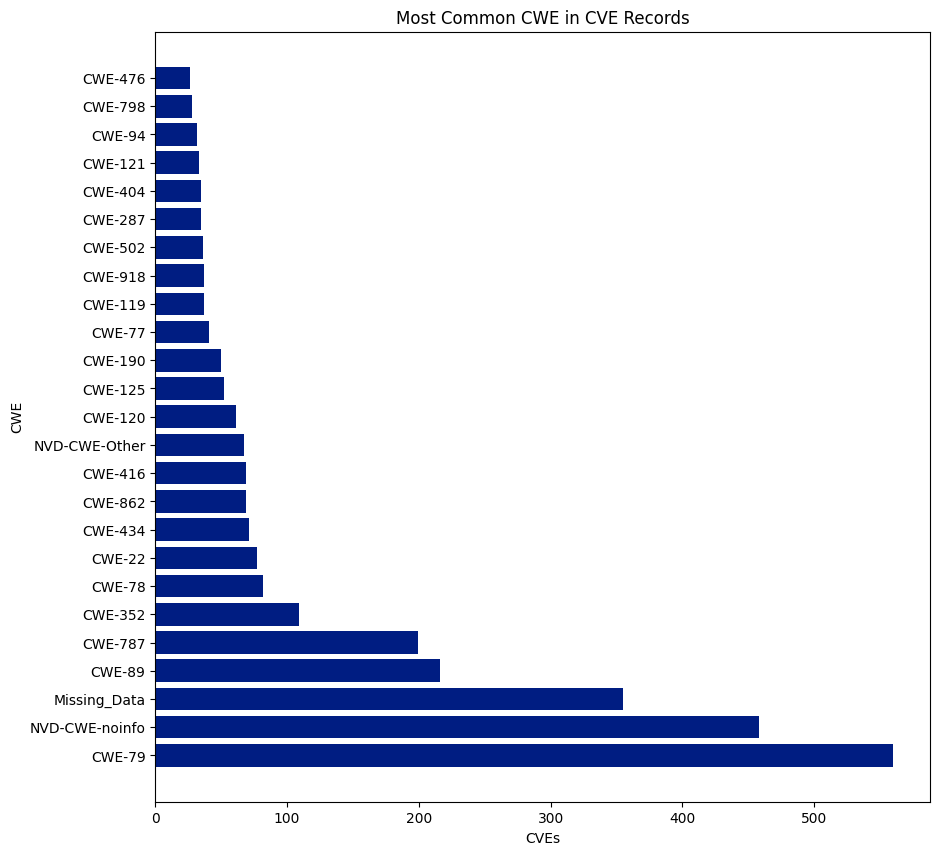 Most Common CWE in CVE Records
CWE-476
CWE-798
CWE-94
CWE-121
CWE-404
CWE-287
CWE-502
CWE-918
CWE-119
CWE-77
CWE-190
CWE-125
CWE-120
NVD-CWE-Other
CWE-416
CWE-862
CWE-434
CWE-22
CWE-78
CWE-352
CWE-787
CWE-89
Missing_Data
NVD-CWE-noinfo
CWE-79
CWE
0 100 200 300 400 500
CVEs